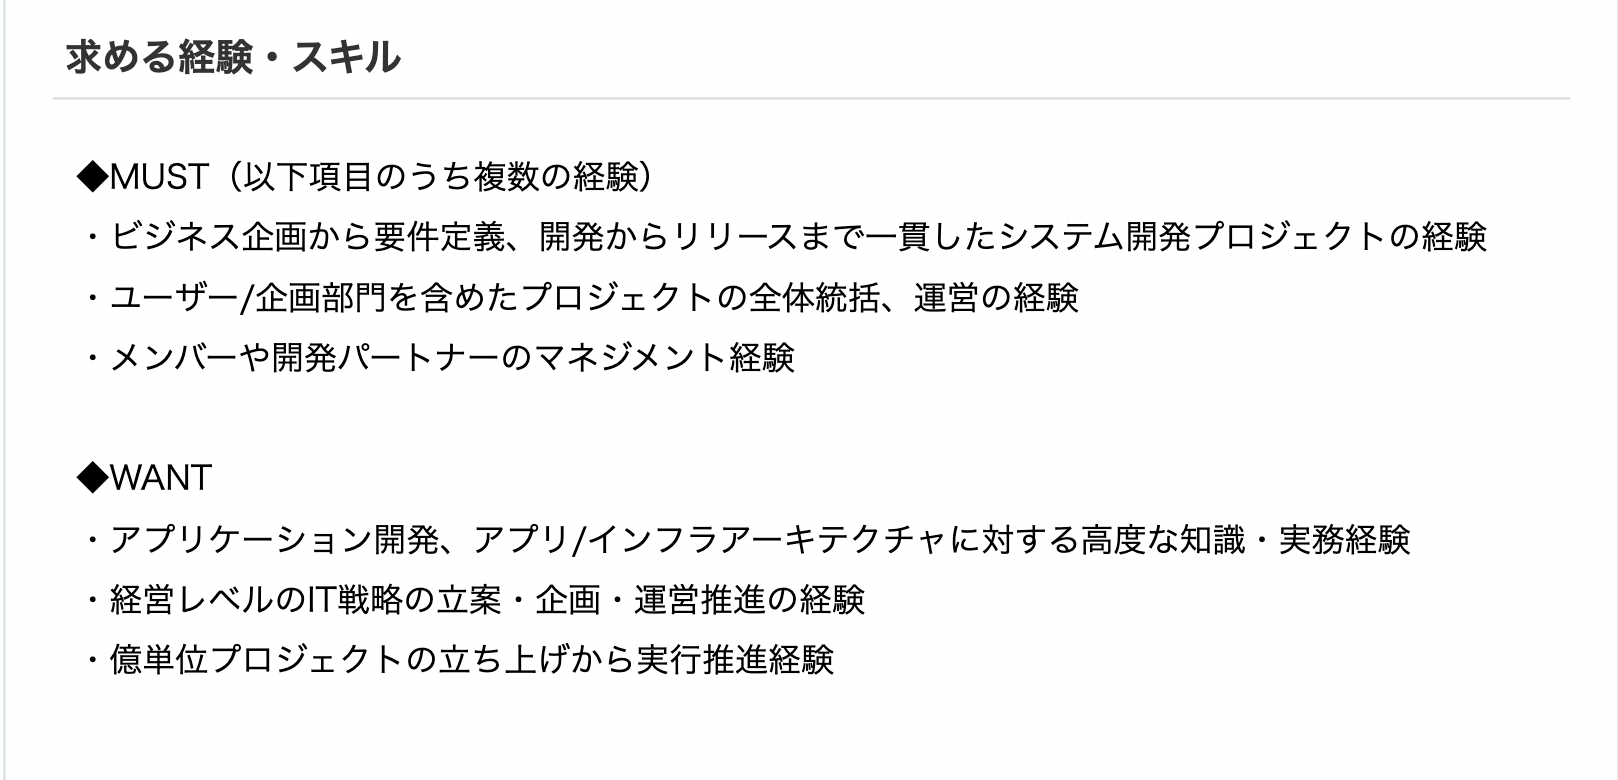 求める経験・スキル
◆MUST（以下項目のうち複数の経験）
・ビジネス企画から要件定義、開発からリリースまで一貫したシステム開発プロジェクトの経験
・ユーザー/企画部門を含めたプロジェクトの全体統括、運営の経験
・メンバーや開発パートナーのマネジメント経験
◆WANT
・アプリケーション開発、アプリ/インフラアーキテクチャに対する高度な知識・実務経験
・経営レベルのIT戦略の立案・企画・運営推進の経験
・億単位プロジェクトの立ち上げから実行推進経験